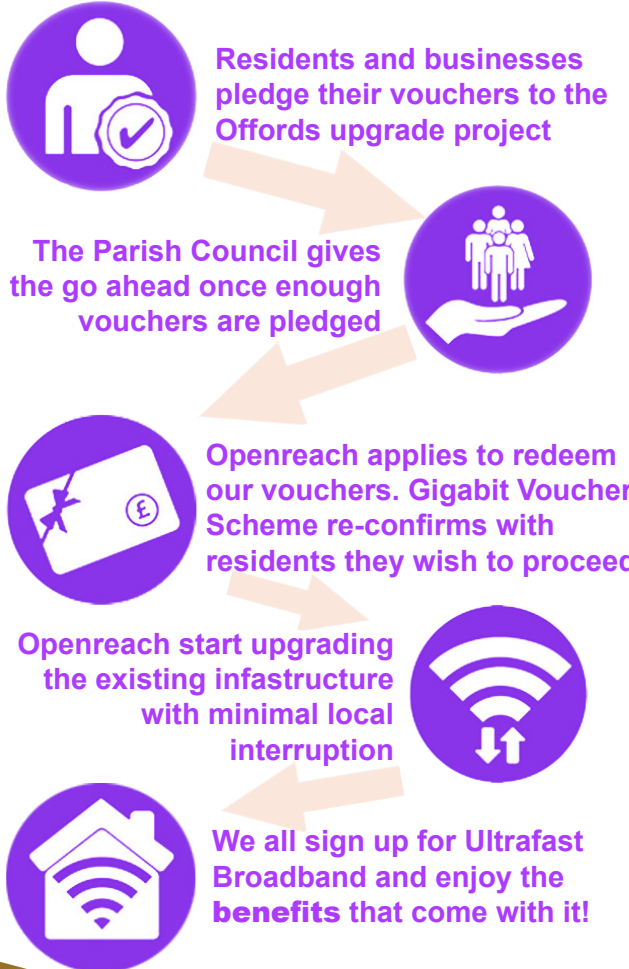 Residents and businesses
pledge their vouchers to the
Offords upgrade project
The Parish Council gives
the go ahead once enough
vouchers are pledged
£
Openreach applies to redeem
our vouchers. Gigabit Voucher
Scheme re-confirms with
residents they wish to proceed
Openreach start upgrading
the existing infastructure
with minimal local
interruption
We all sign up for Ultrafast
Broadband and enjoy the
benefits that come with it!